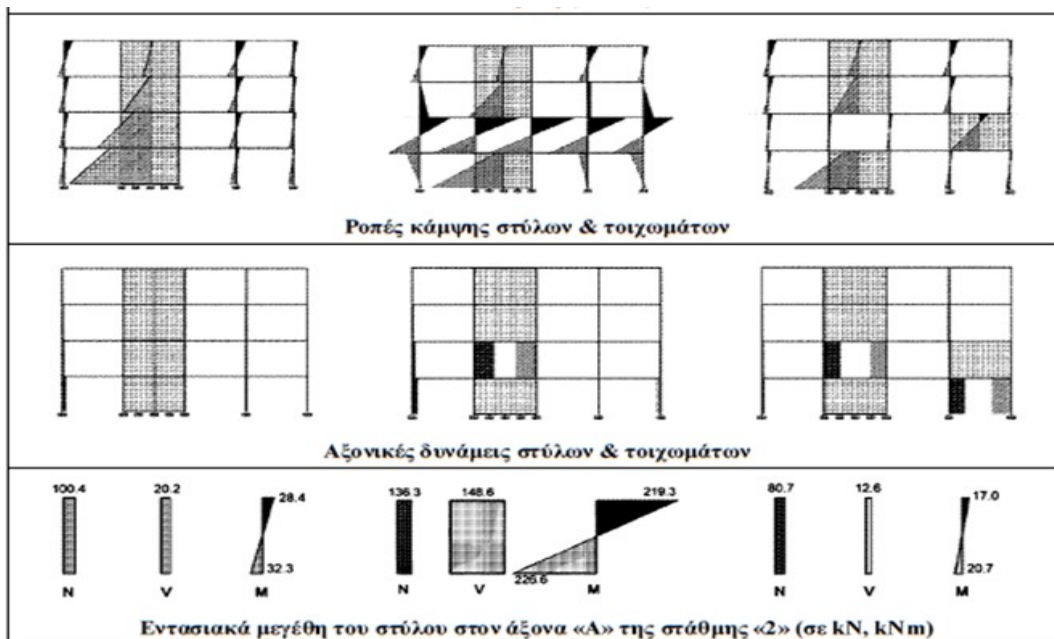 Ροπές κάμψης στύλων & τοιχωμάτων
Αξονικές δυνάμεις στύλων & τοιχωμάτων
100.4 20.2 28.4 136.3 148.6 219.3 80.7 12.6 17.0
32.3 226.6 20.7
N V M N V M N V M
Εντασιακά μεγέθη του στύλου στον άξονα «Α» της στάθμης «2» (σε kN, kNm)